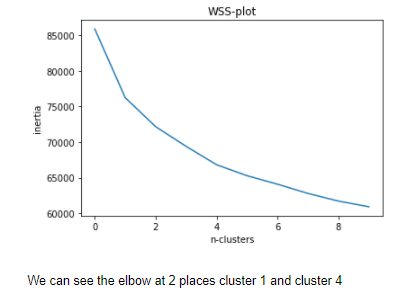 WSS-plot
85000
80000
75000
70000
65000
60000
inertia
0 2 4 6 8
n-clusters
We can see the elbow at 2 places cluster 1 and cluster 4